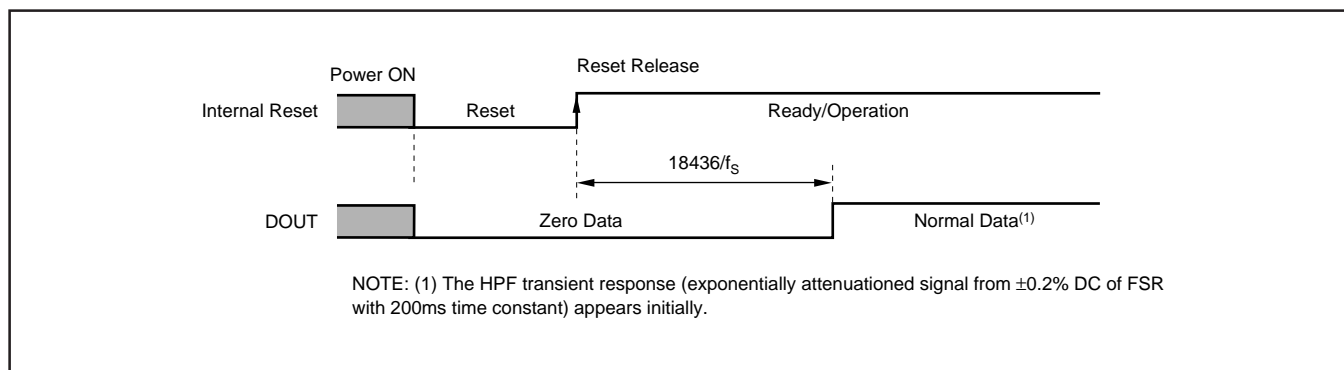 Power ON
Reset Release
Internal Reset
Reset
Ready/Operation
18436/fS
DOUT
Zero Data
Normal Data(1)
NOTE: (1) The HPF transient response (exponentially attenuationed signal from ±0.2% DC of FSR
with 200ms time constant) appears initially.